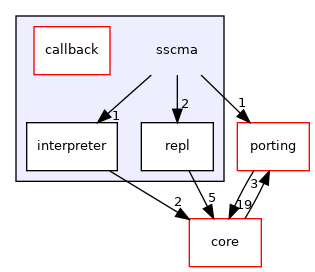 callback
sscma
1
2
1
interpreter
repl
porting
2
5
3
19
core